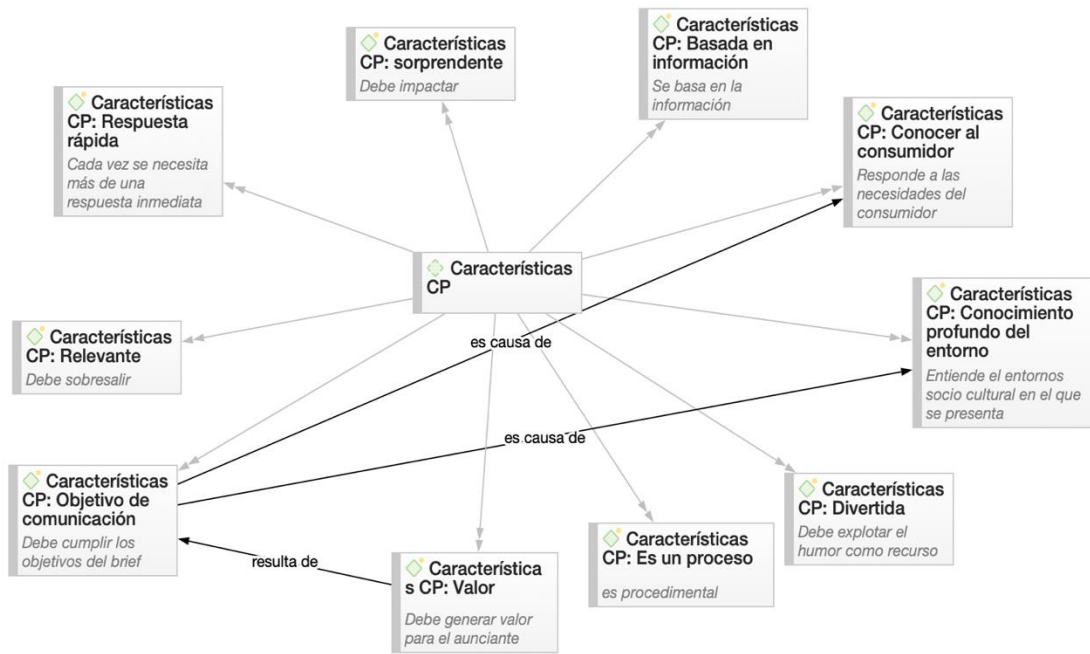 Características
CP: sorprendente
Debe impactar
Características
CP: Basada en
información
Se basa en la
información
Características
CP: Respuesta
rápida
Cada vez se necesita
más de una
respuesta inmediata
Características
CP: Conocer al
consumidor
Responde a las
necesidades del
consumidor
Características
CP
Características
CP: Conocimiento
profundo del
entorno
Entiende el entornos
socio cultural en el que
se presenta
Características
CP: Relevante
Debe sobresalir
es causa de
es causa de
Características
CP: Objetivo de
comunicación
Debe cumplir los
objetivos del brief
resulta de
Característica
s CP: Valor
Debe generar valor
para el aunciante
Características
CP: Es un proceso
es procedimental
Características
CP: Divertida
Debe explotar el
humor como recurso